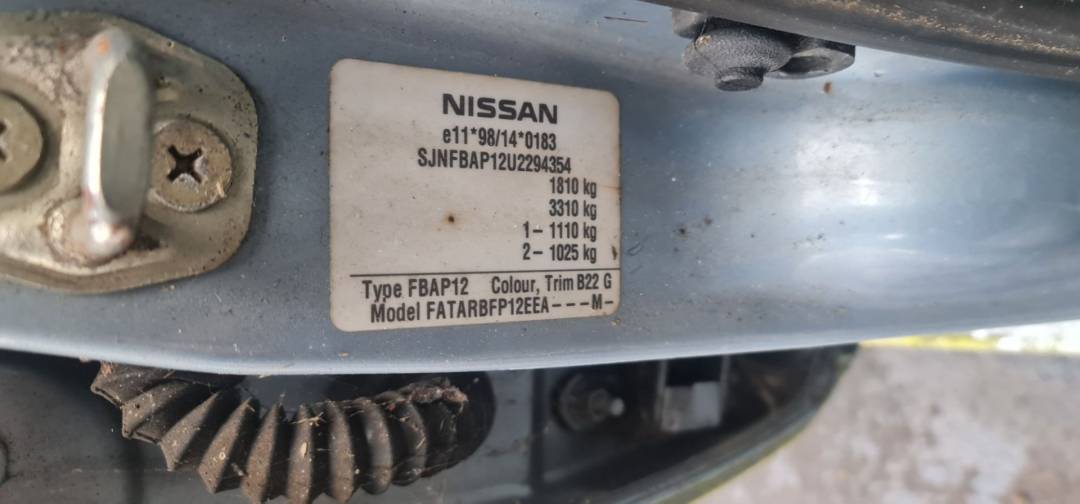 NISSAN
e11*98/14*0183
SJNFBAP12U2294354
1810 kg
3310 kg
1- 1110 kg
2- 1025 kg
Type FBAP12 Colour, Trim B22 G
Model FATARBFP12EEA---M-